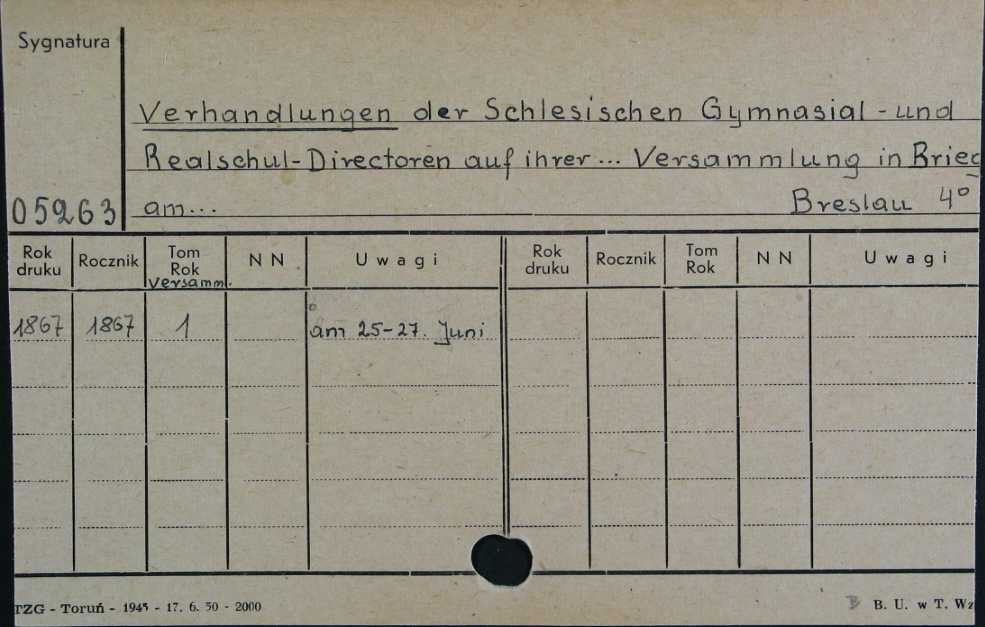 Sygnatura
Verhandlungen der Schlesischen Gymnasial-und
Realschul-Directoren auf ihrer... Versammlung in Brieg
05263 am... Breslau 4°
Rok druku Rocznik Tom Rok Versamml. N N Uwagi Rok druku Rocznik Tom Rok N N Uwagi
1867 1867 1 am 25-27. Juni
TZG - Toruń - 1945 - 17. 6. 50 - 2000 B. U. w T. Wz